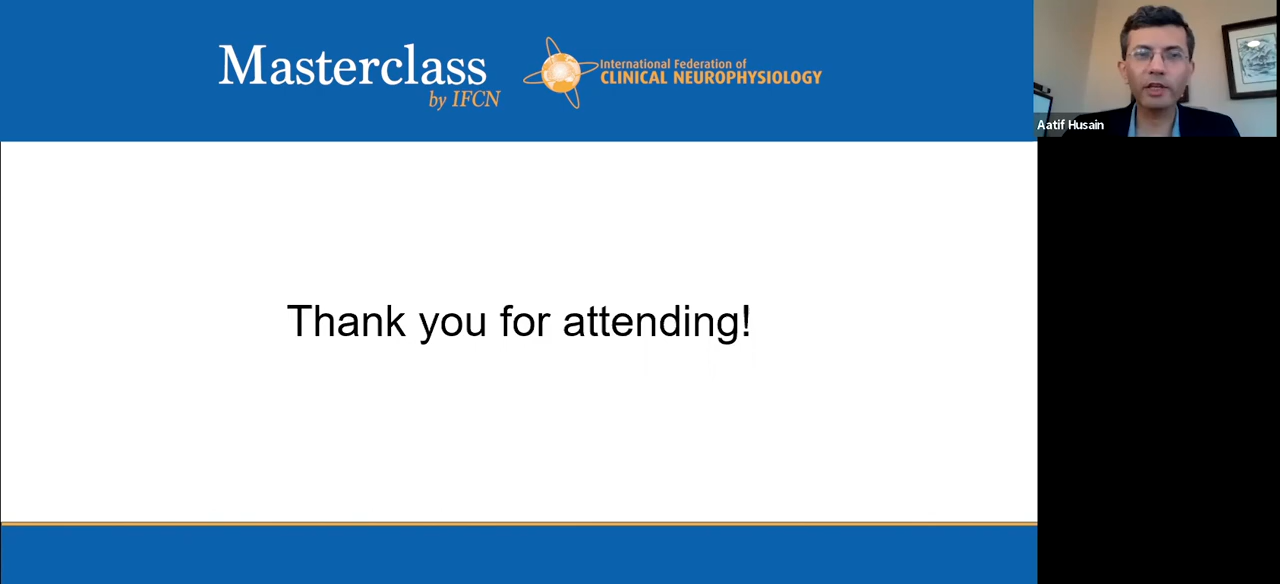 Masterclass
by IFCN
International Federation of
CLINICAL NEUROPHYSIOLOGY
Aatif Husain
Thank you for attending!